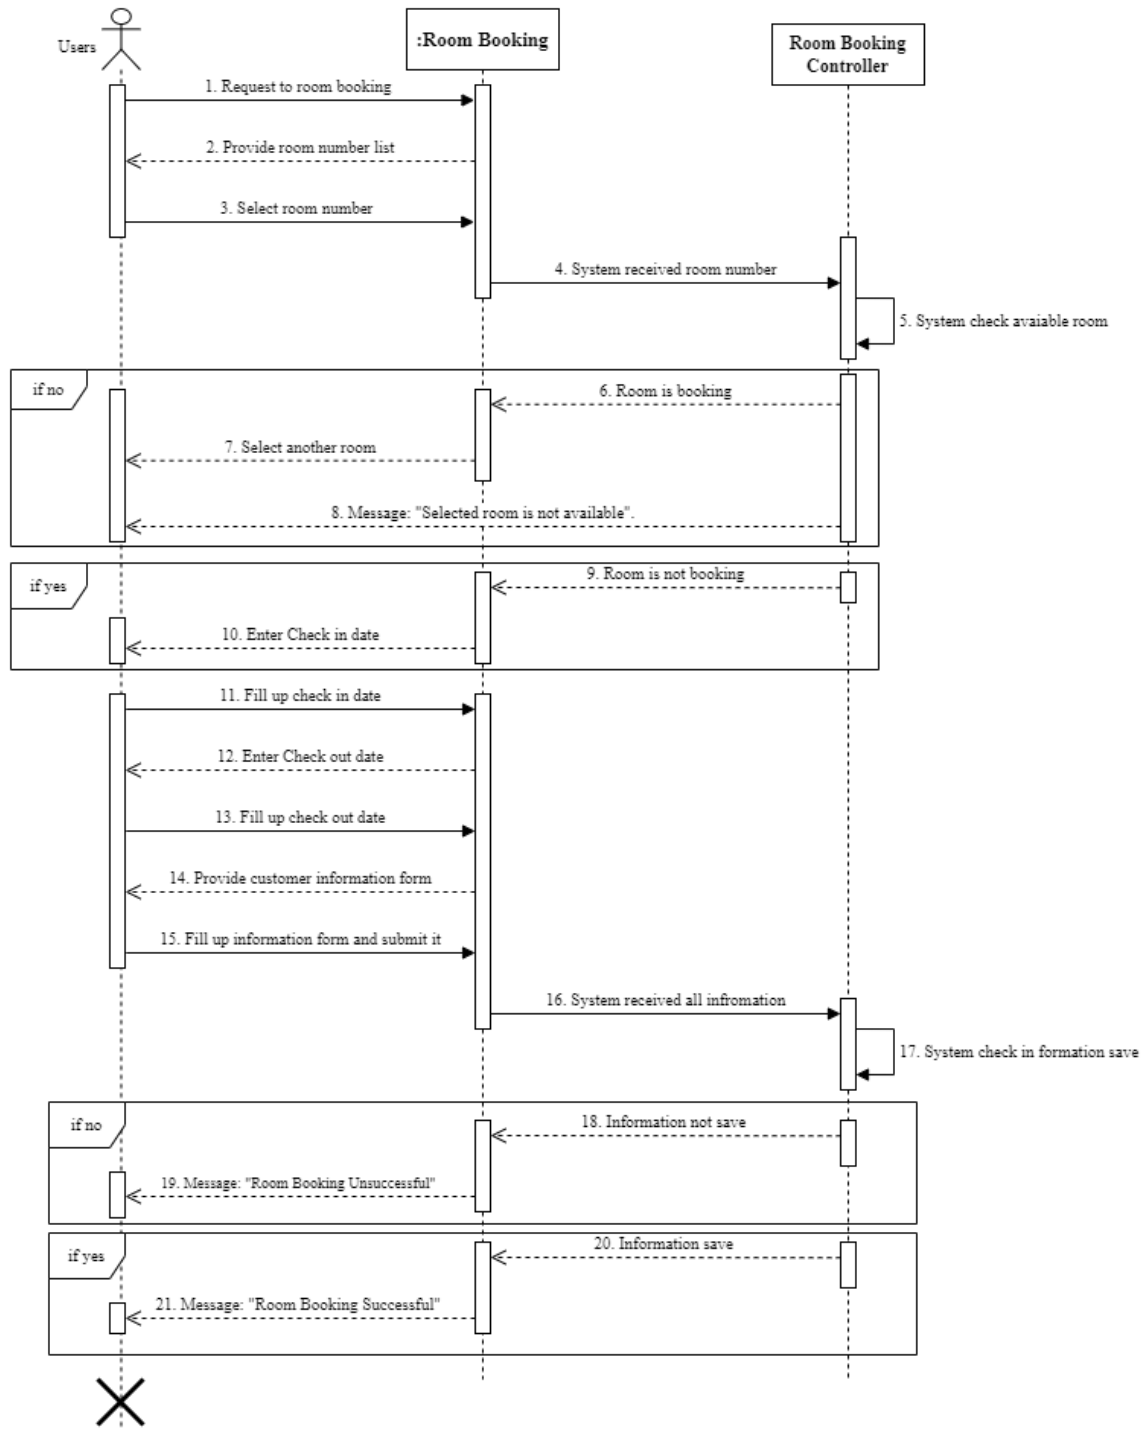 Users
:Room Booking
Room Booking
Controller
1. Request to room booking
2. Provide room number list
3. Select room number
4. System received room number
5. System check avaiable room
if no
6. Room is booking
7. Select another room
8. Message: "Selected room is not available".
if yes
9. Room is not booking
10. Enter Check in date
11. Fill up check in date
12. Enter Check out date
13. Fill up check out date
14. Provide customer information form
15. Fill up information form and submit it
16. System received all infromation
17. System check in formation save
if no
18. Information not save
19. Message: "Room Booking Unsuccessful"
if yes
20. Information save
21. Message: "Room Booking Successful"